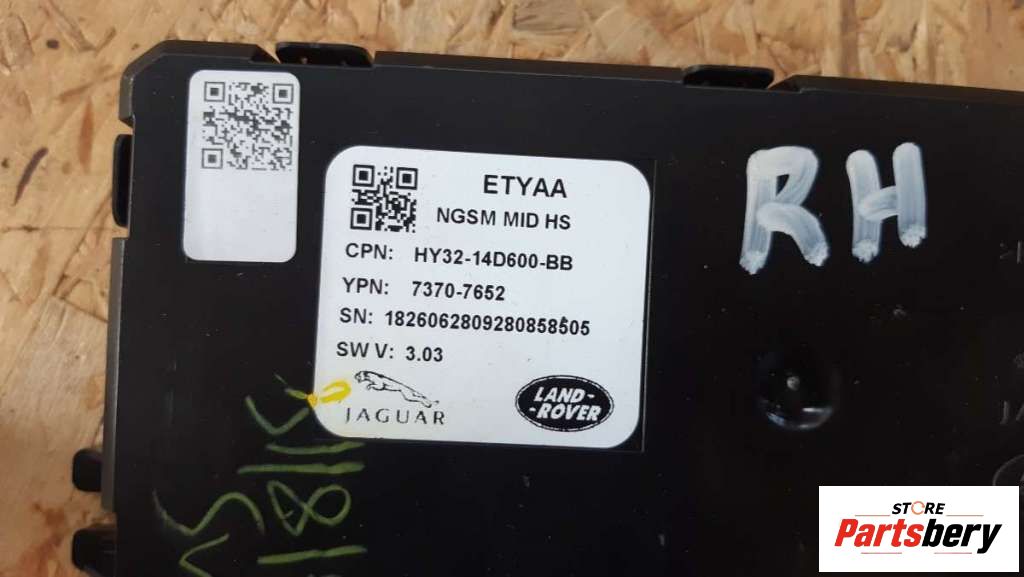 ETYAA
NGSM MID HS
CPN: HY32-14D600-BB
YPN: 7370-7652
SN: 1826062809280858505
SW V: 3.03
JAGUAR
LAND-
-ROVER
RH
STORE
Partsbery